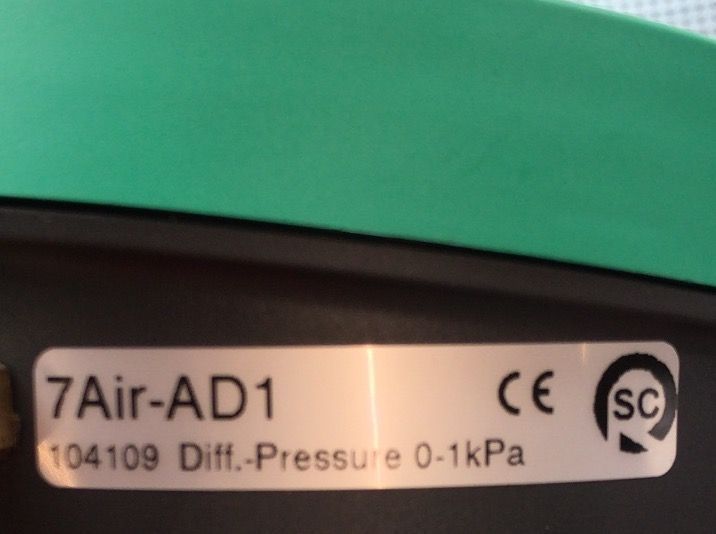 7Air-AD1 CE SC
104109 Diff.-Pressure 0-1kPa